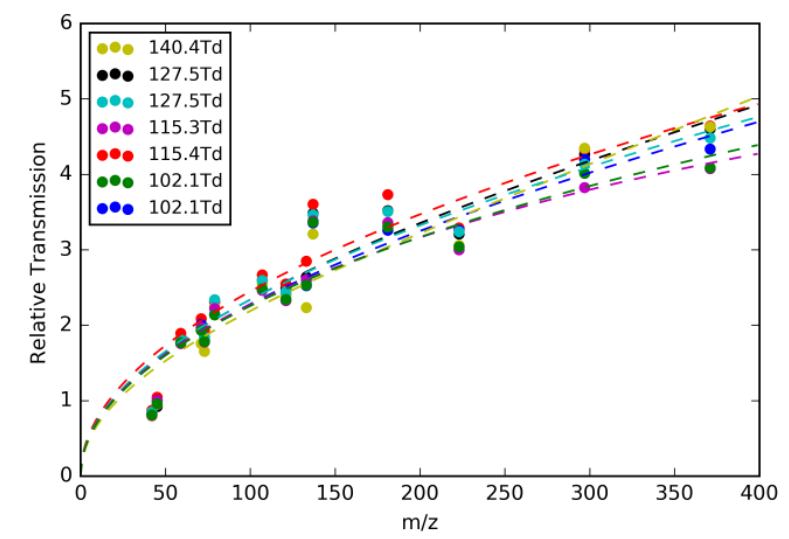 6
5
4
3
2
1
0
Relative Transmission
140.4Td
127.5Td
127.5Td
115.3Td
115.4Td
102.1Td
102.1Td
0 50 100 150 200 250 300 350 400
m/z